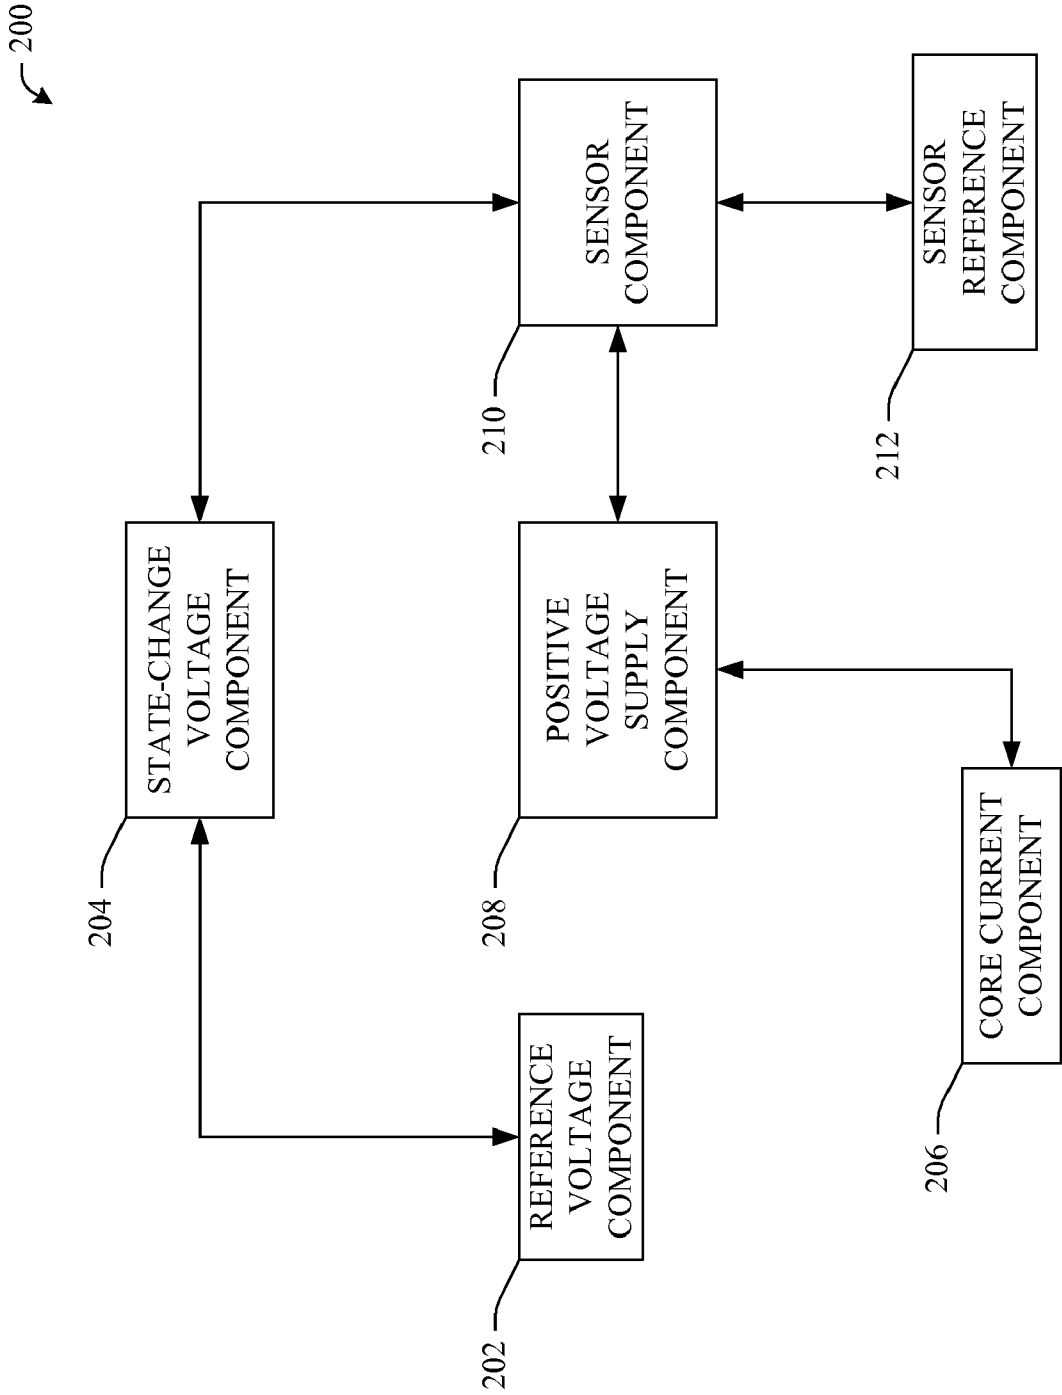 200
STATE-CHANGE
VOLTAGE
COMPONENT
204
REFERENCE
VOLTAGE
COMPONENT
202
POSITIVE
VOLTAGE
SUPPLY
COMPONENT
208
SENSOR
COMPONENT
210
CORE CURRENT
COMPONENT
206
SENSOR
REFERENCE
COMPONENT
212